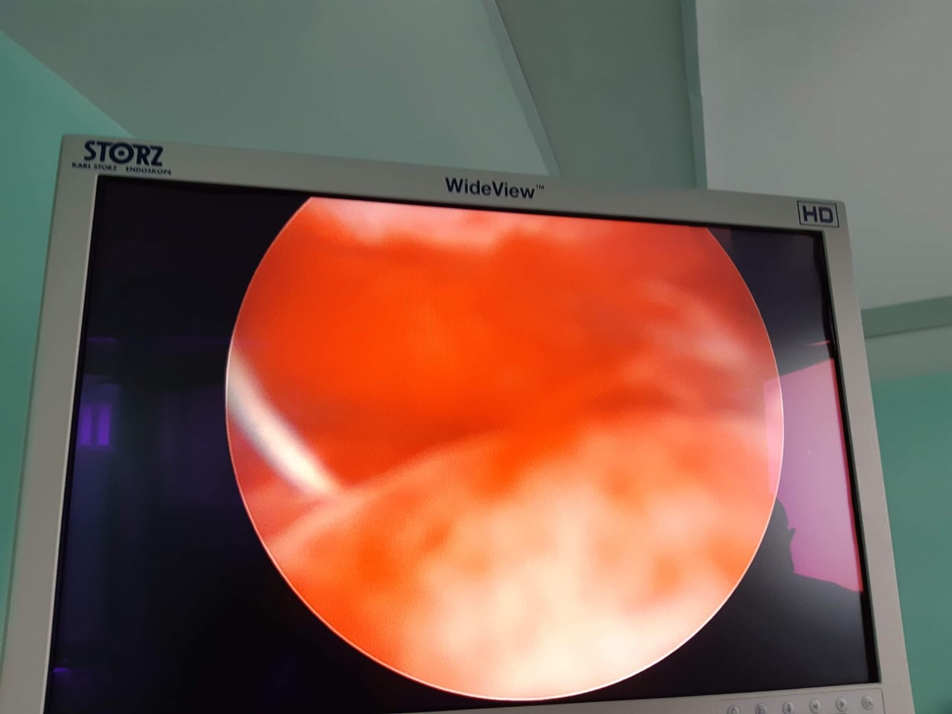 STORZ
KARL STORZ - ENDOSKOPE
WideView™
HD